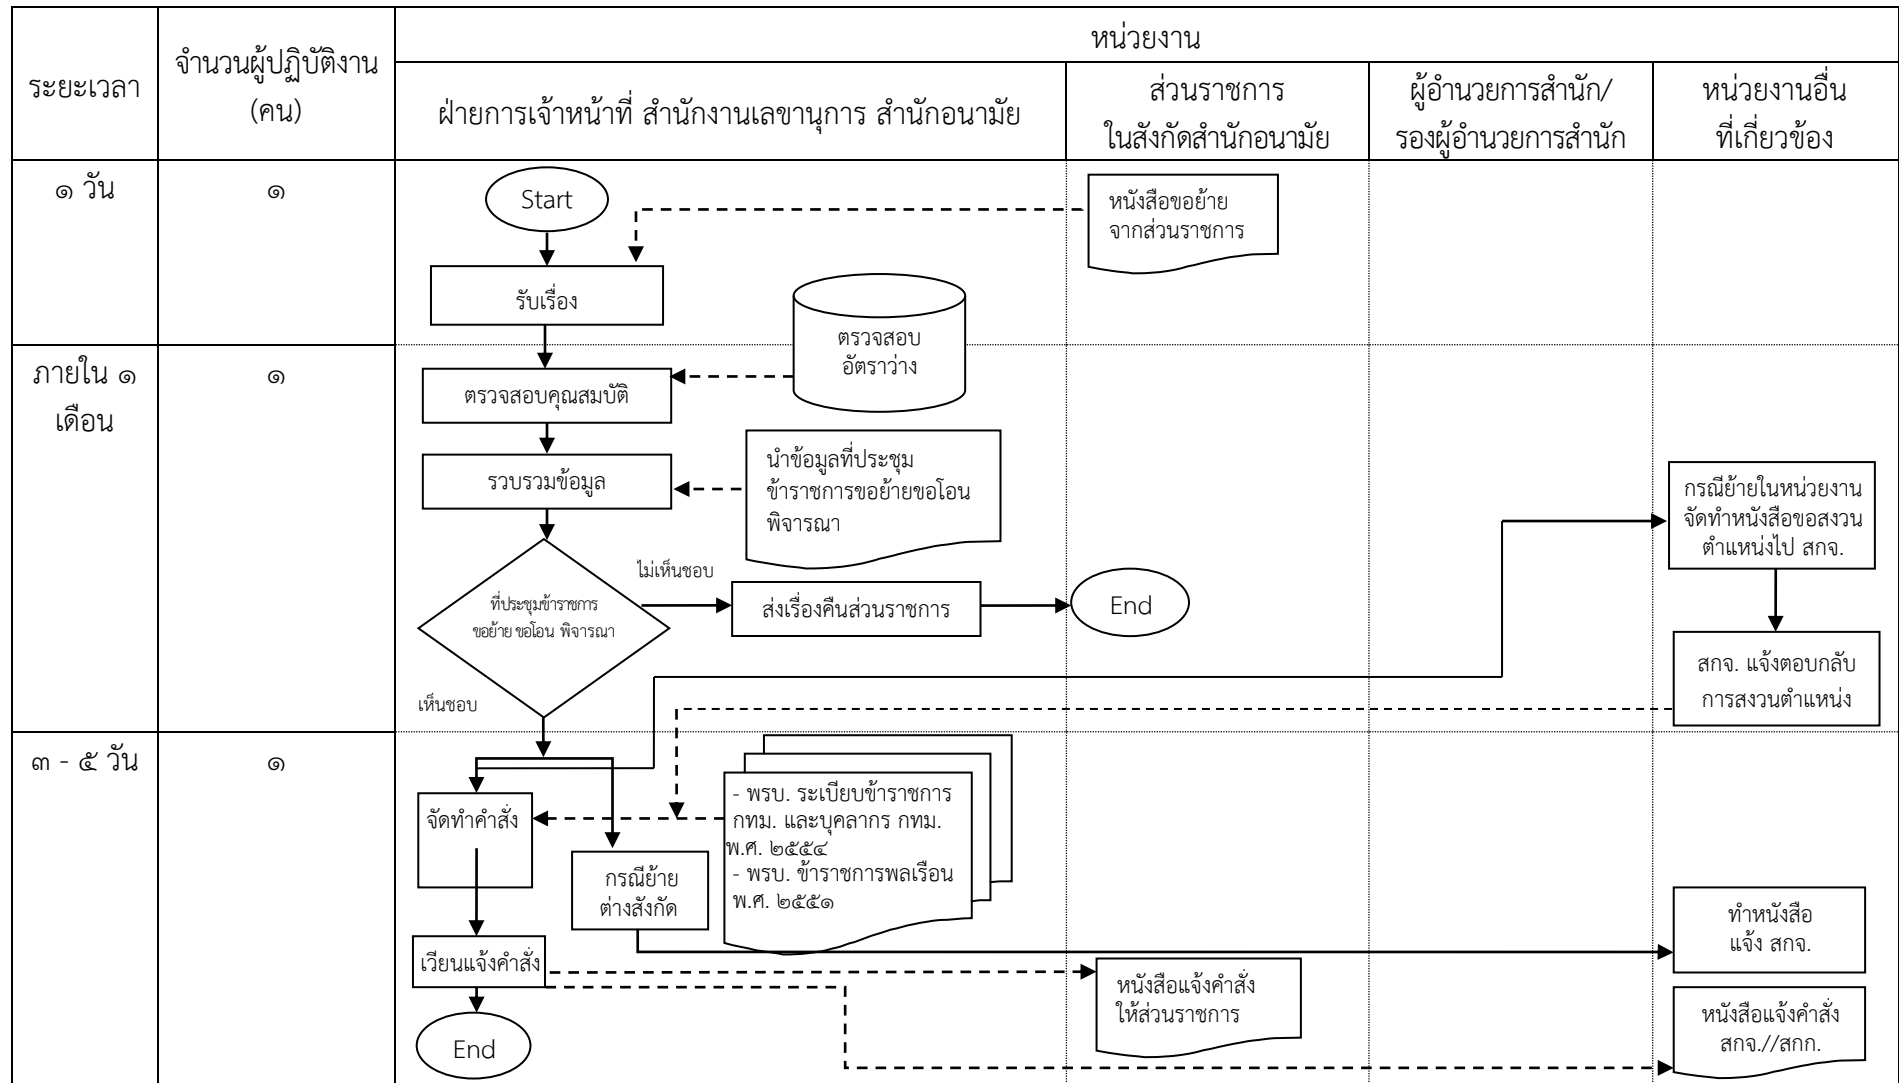 หน่วยงาน
ระยะเวลา
จำนวนผู้ปฏิบัติงาน
(คน)
ฝ่ายการเจ้าหน้าที่ สำนักงานเลขานุการ สำนักอนามัย
ส่วนราชการ
ในสังกัดสำนักอนามัย
ผู้อำนวยการสำนัก/
รองผู้อำนวยการสำนัก
หน่วยงานอื่น
ที่เกี่ยวข้อง
๑ วัน
๑
Start
หนังสือขอย้าย
จากส่วนราชการ
รับเรื่อง
ตรวจสอบ
อัตราว่าง
ภายใน ๑
เดือน
๑
ตรวจสอบคุณสมบัติ
รวบรวมข้อมูล
นำข้อมูลที่ประชุม
ข้าราชการขอย้ายขอโอน
พิจารณา
กรณีย้ายในหน่วยงาน
จัดทำหนังสือขอสงวน
ตำแหน่งไป สกจ.
ไม่เห็นชอบ
ที่ประชุมข้าราชการ
ขอย้าย ขอโอน พิจารณา
ส่งเรื่องคืนส่วนราชการ
End
สกจ. แจ้งตอบกลับ
การสงวนตำแหน่ง
เห็นชอบ
๓ - ๕ วัน
๑
จัดทำคำสั่ง
- พรบ. ระเบียบข้าราชการ
กทม. และบุคลากร กทม.
พ.ศ. ๒๕๕๔
- พรบ. ข้าราชการพลเรือน
พ.ศ. ๒๕๕๑
กรณีย้าย
ต่างสังกัด
ทำหนังสือ
แจ้ง สกจ.
เวียนแจ้งคำสั่ง
หนังสือแจ้งคำสั่ง
ให้ส่วนราชการ
หนังสือแจ้งคำสั่ง
สกจ.//สกก.
End